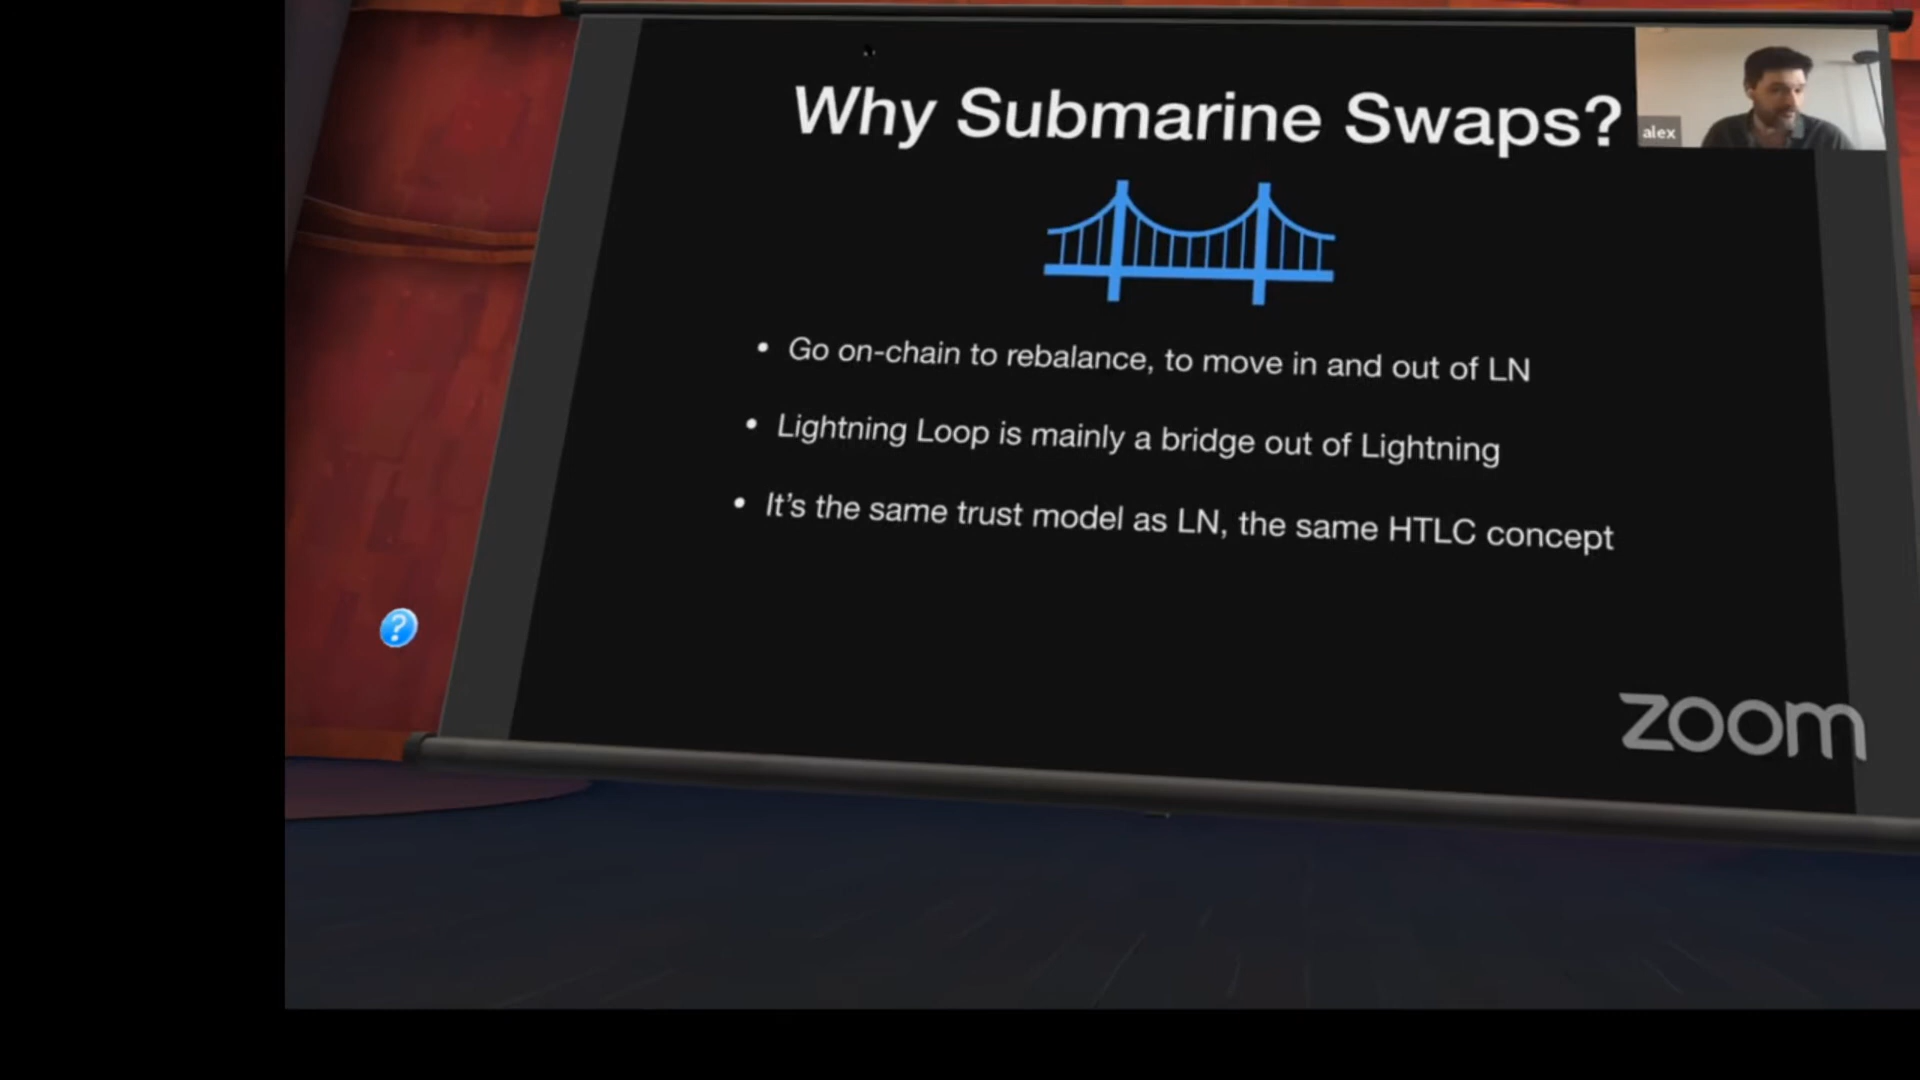 Why Submarine Swaps?
alex
• Go on-chain to rebalance, to move in and out of LN
• Lightning Loop is mainly a bridge out of Lightning
• It's the same trust model as LN, the same HTLC concept
?
zoom